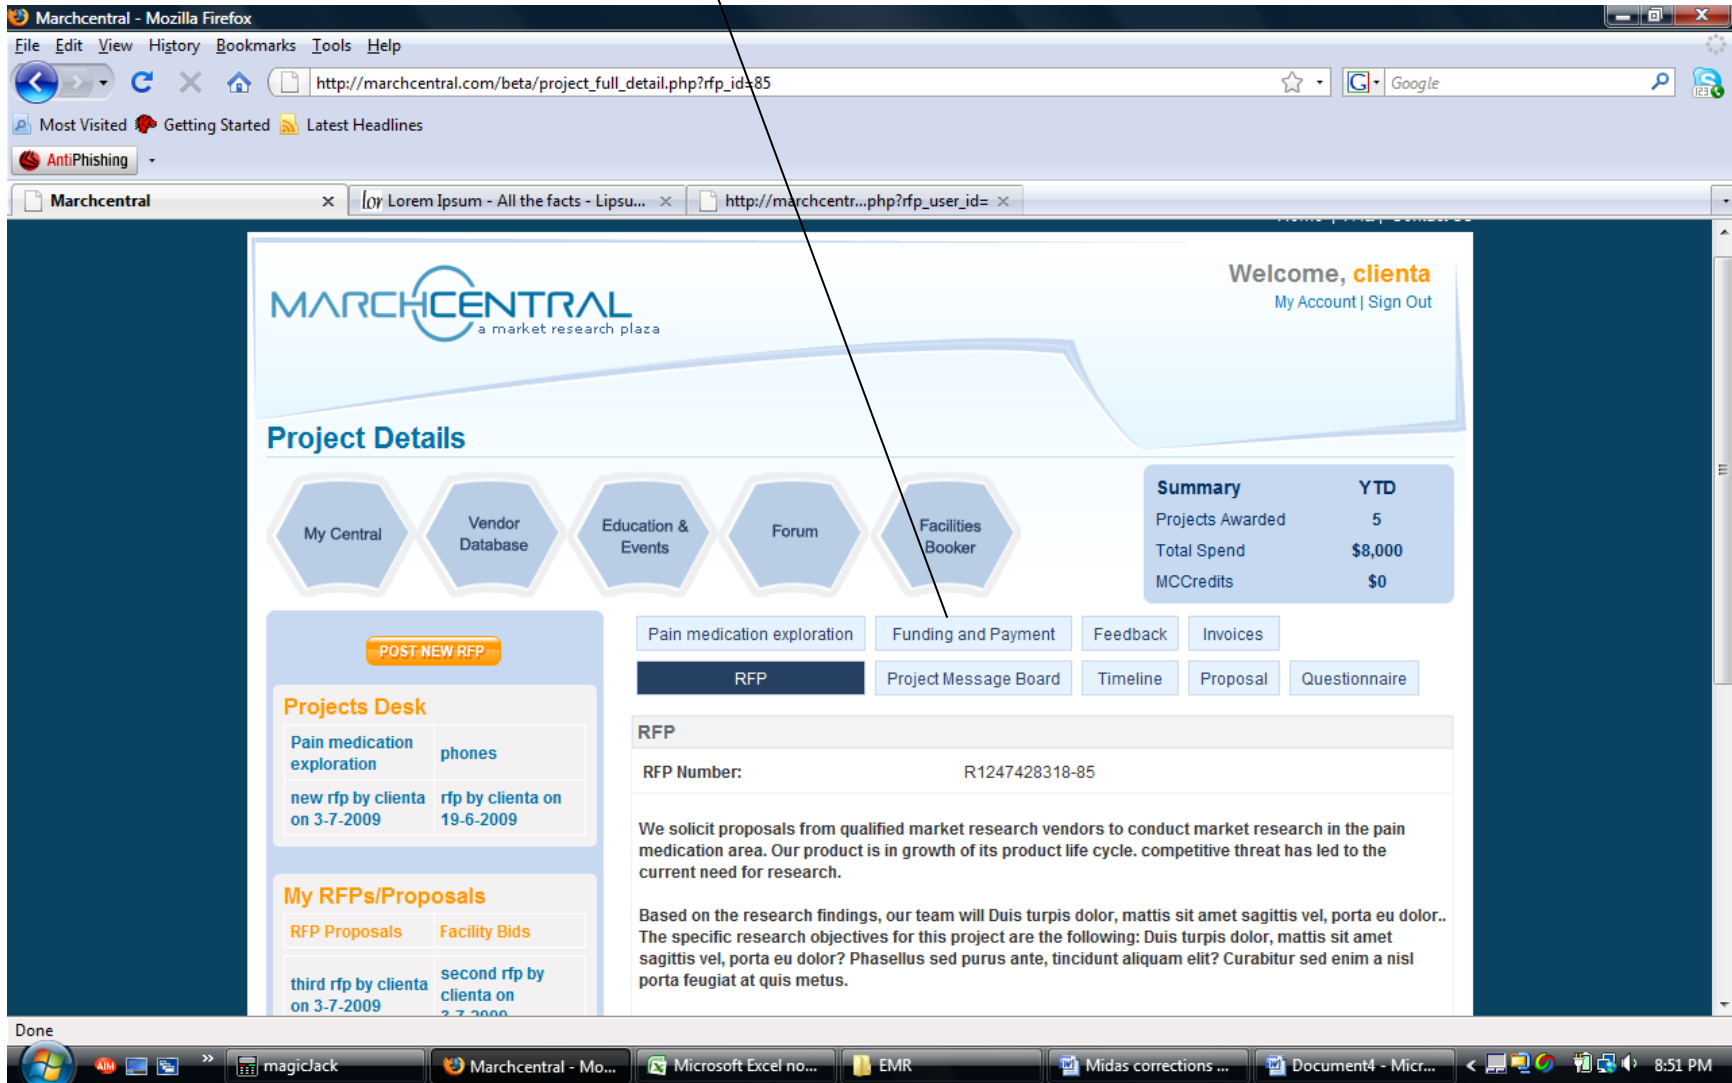 Marchcentral - Mozilla Firefox
File Edit View History Bookmarks Tools Help
http://marchcentral.com/beta/project_full_detail.php?rfp_id=85
G Google
Most Visited Getting Started Latest Headlines
AntiPhishing
Marchcentral
lor Lorem Ipsum - All the facts - Lipsu...
http://marchcentr...php?rfp_user_id=
MARCHCENTRAL
a market research plaza
Welcome, clienta
My Account | Sign Out
Project Details
My Central
Vendor Database
Education & Events
Forum
Facilities Booker
Summary YTD
Projects Awarded 5
Total Spend $8,000
MCCredits $0
POST NEW RFP
Pain medication exploration Funding and Payment Feedback Invoices
RFP Project Message Board Timeline Proposal Questionnaire
Projects Desk
Pain medication exploration
phones
new rfp by clienta on 3-7-2009
rfp by clienta on 19-6-2009
My RFPs/Proposals
RFP Proposals Facility Bids
third rfp by clienta on 3-7-2009
second rfp by clienta on 3-7-2009
RFP
RFP Number: R1247428318-85
We solicit proposals from qualified market research vendors to conduct market research in the pain
medication area. Our product is in growth of its product life cycle. competitive threat has led to the
current need for research.
Based on the research findings, our team will Duis turpis dolor, mattis sit amet sagittis vel, porta eu dolor..
The specific research objectives for this project are the following: Duis turpis dolor, mattis sit amet
sagittis vel, porta eu dolor? Phasellus sed purus ante, tincidunt aliquam elit? Curabitur sed enim a nisl
porta feugiat at quis metus.
Done
AIM
magicJack
Marchcentral - Mo...
Microsoft Excel no...
EMR
Midas corrections ...
Document4 - Micr...
8:51 PM